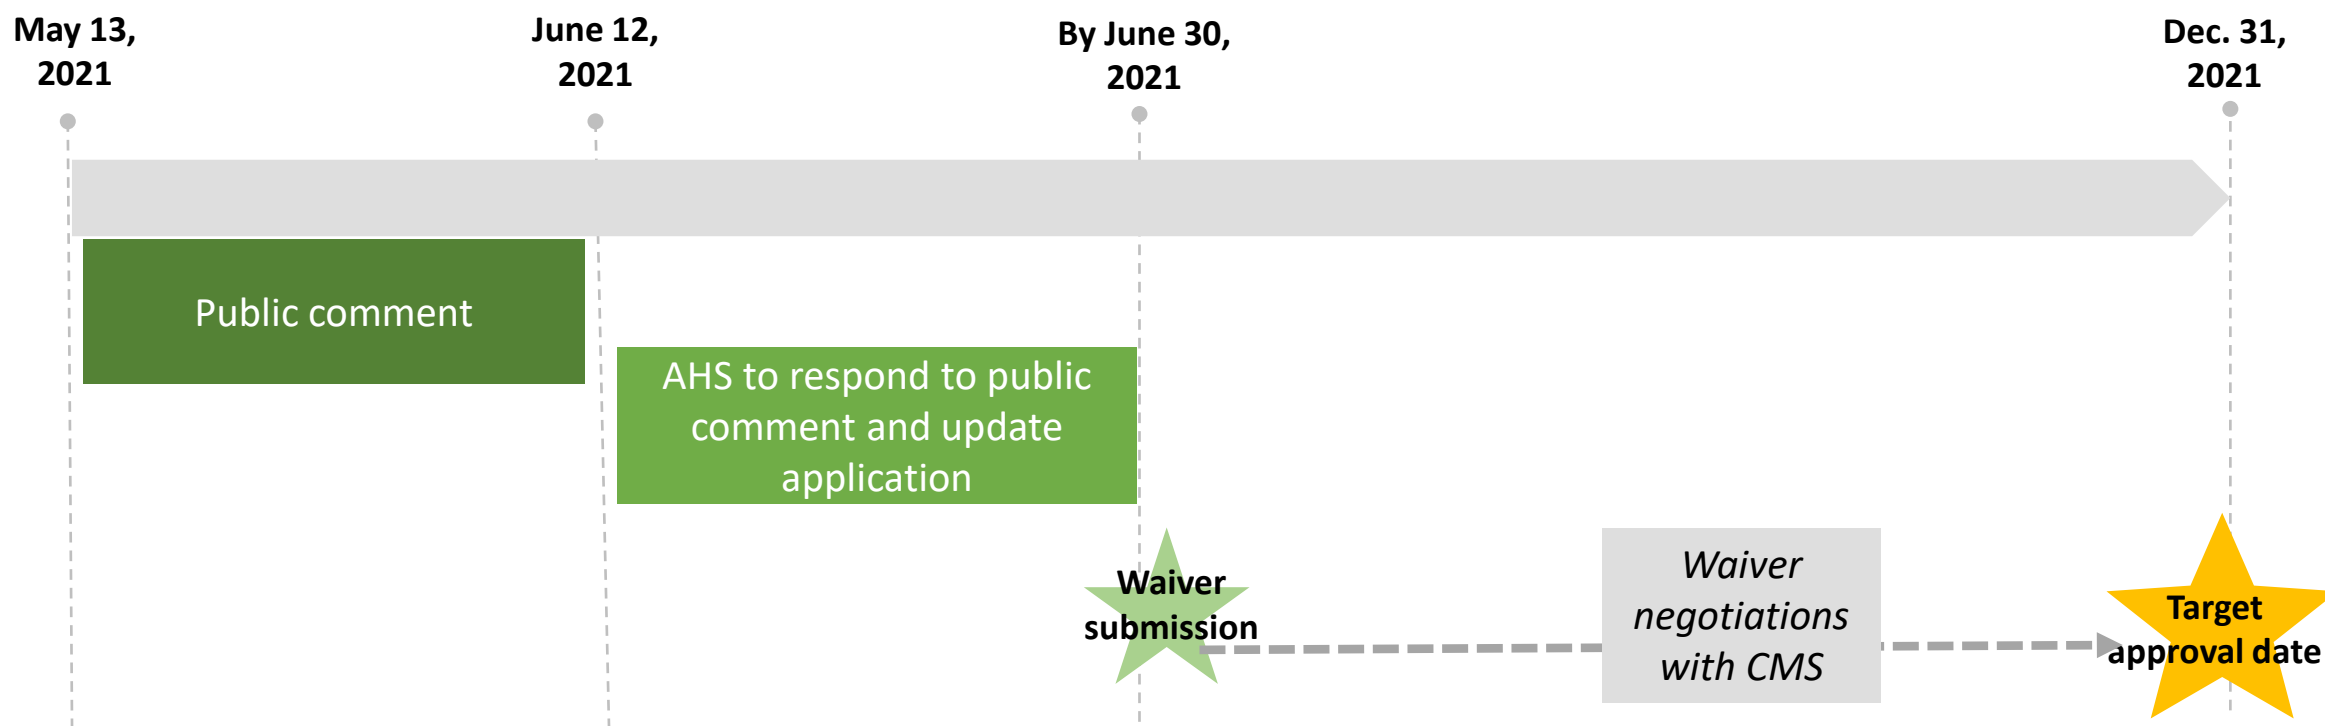 May 13,
2021
June 12,
2021
By June 30,
2021
Dec. 31,
2021
Public comment
AHS to respond to public
comment and update
application
Waiver
submission
Waiver
negotiations
with CMS
Target
approval date